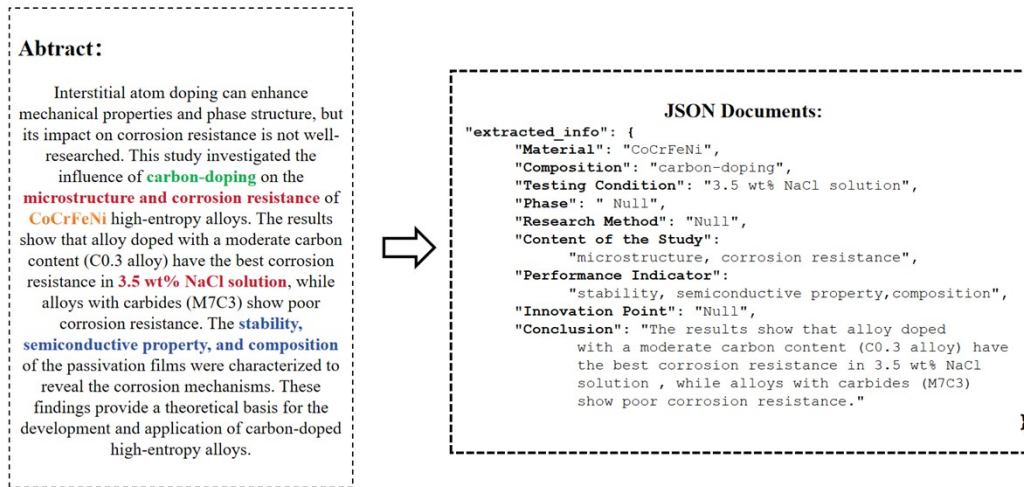 Abtract:
Interstitial atom doping can enhance
mechanical properties and phase structure, but
its impact on corrosion resistance is not well-
researched. This study investigated the
influence of carbon-doping on the
microstructure and corrosion resistance of
CoCrFeNi high-entropy alloys. The results
show that alloy doped with a moderate carbon
content (C0.3 alloy) have the best corrosion
resistance in 3.5 wt% NaCl solution, while
alloys with carbides (M7C3) show poor
corrosion resistance. The stability,
semiconductive property, and composition
of the passivation films were characterized to
reveal the corrosion mechanisms. These
findings provide a theoretical basis for the
development and application of carbon-doped
high-entropy alloys.
JSON Documents:
"extracted_info": {
"Material": "CoCrFeNi",
"Composition": "carbon-doping",
"Testing Condition": "3.5 wt% NaCl solution",
"Phase": " Null",
"Research Method": "Null",
"Content of the Study":
"microstructure, corrosion resistance",
"Performance Indicator":
"stability, semiconductive property,composition",
"Innovation Point": "Null",
"Conclusion": "The results show that alloy doped
with a moderate carbon content (C0.3 alloy) have
the best corrosion resistance in 3.5 wt% NaCl
solution , while alloys with carbides (M7C3)
show poor corrosion resistance."
}